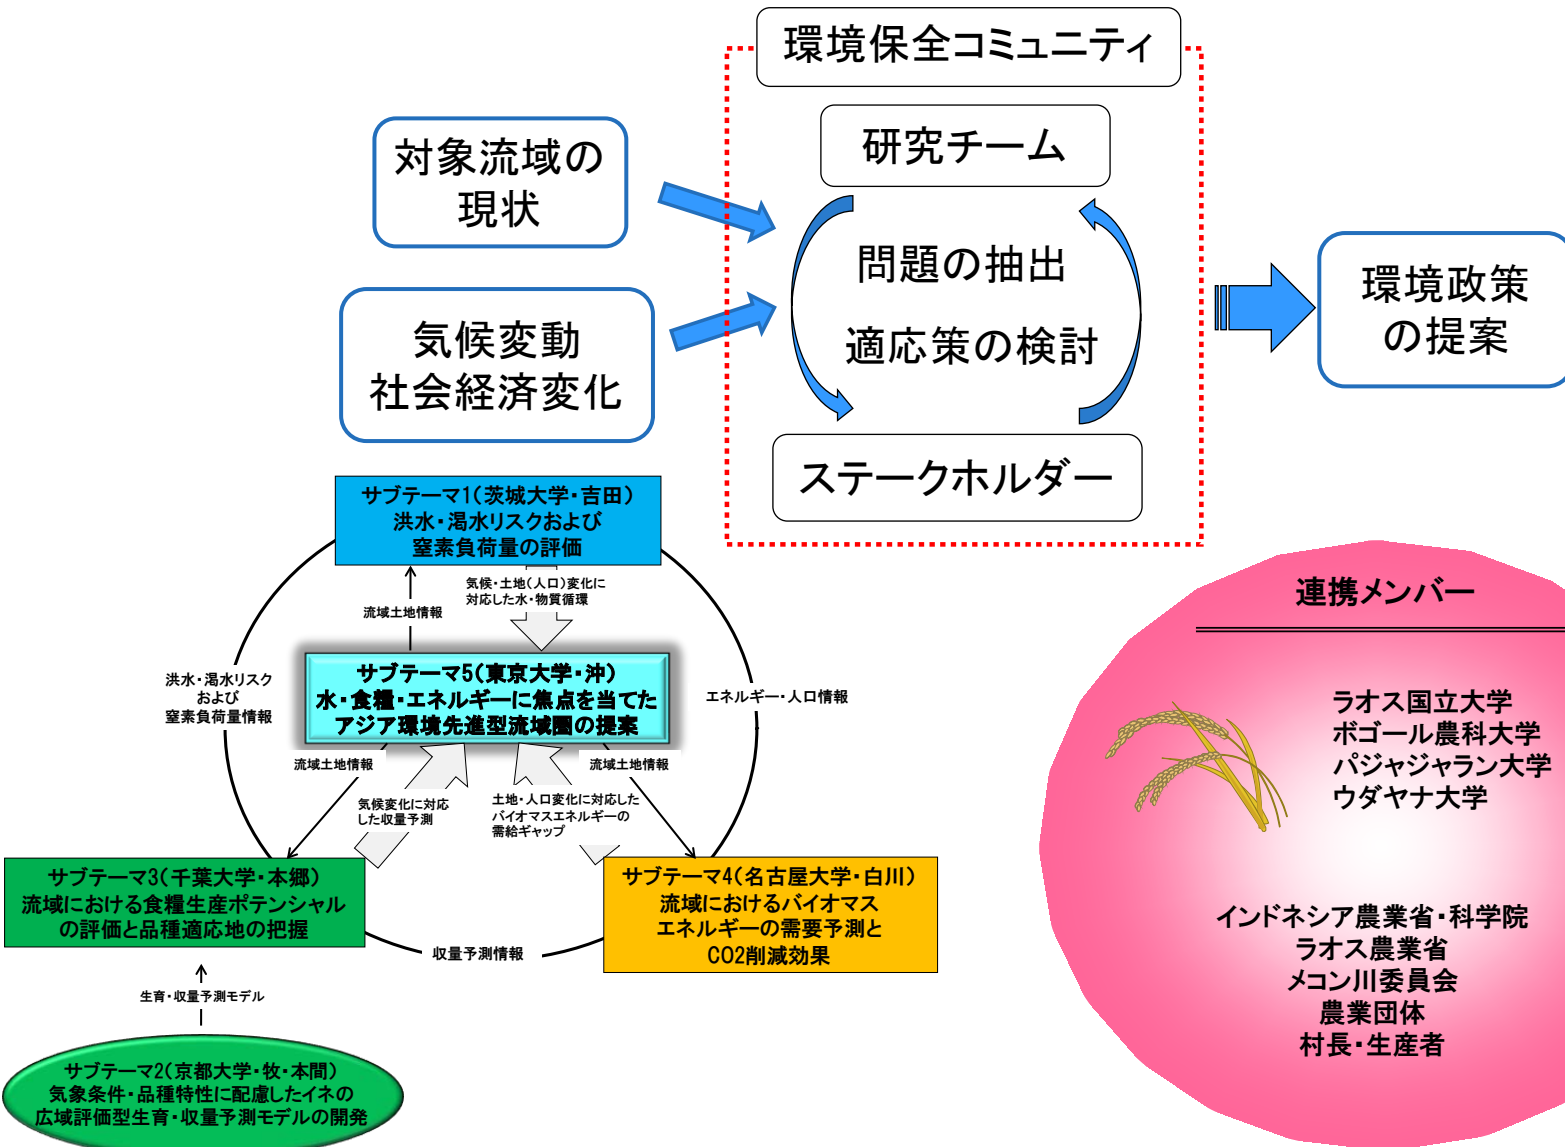 環境保全コミュニティ
研究チーム
対象流域の
現状
問題の抽出
適応策の検討
気候変動
社会経済変化
環境政策
の提案
ステークホルダー
サブテーマ1(茨城大学・吉田)
洪水・渇水リスクおよび
窒素負荷量の評価
気候・土地(人口)変化に
対応した水・物質循環
流域土地情報
サブテーマ5(東京大学・沖)
水・食糧・エネルギーに焦点を当てた
アジア環境先進型流域圏の提案
洪水・渇水リスク
および
窒素負荷量情報
エネルギー・人口情報
流域土地情報
流域土地情報
気候変化に対応
した収量予測
土地・人口変化に対応した
バイオマスエネルギーの
需給ギャップ
サブテーマ3(千葉大学・本郷)
流域における食糧生産ポテンシャル
の評価と品種適応地の把握
サブテーマ4(名古屋大学・白川)
流域におけるバイオマス
エネルギーの需要予測と
CO2削減効果
収量予測情報
生育・収量予測モデル
サブテーマ2(京都大学・牧・本間)
気象条件・品種特性に配慮したイネの
広域評価型生育・収量予測モデルの開発
連携メンバー
ラオス国立大学
ボゴール農科大学
パジャジャラン大学
ウダヤナ大学
インドネシア農業省・科学院
ラオス農業省
メコン川委員会
農業団体
村長・生産者